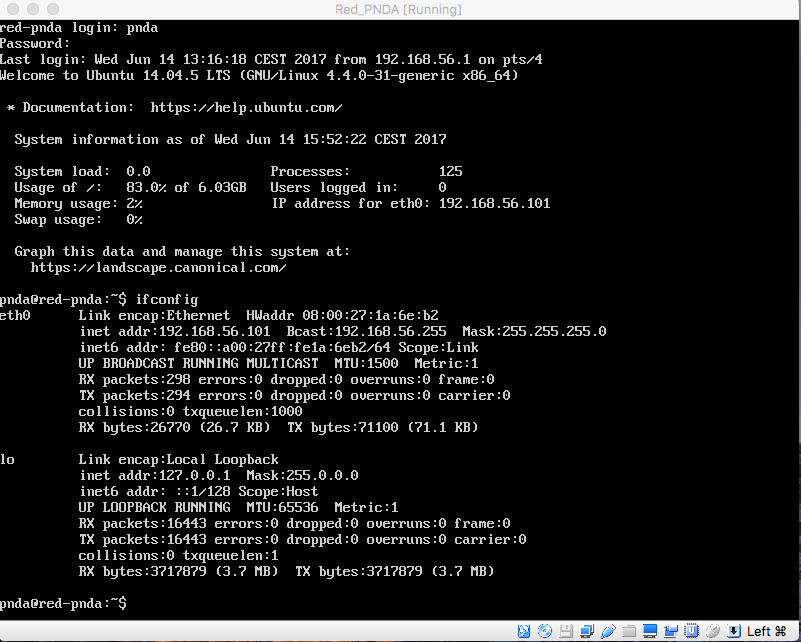 Red_PNDA [Running]
red-pnda login: pnda
Password:
Last login: Wed Jun 14 13:16:18 CEST 2017 from 192.168.56.1 on pts/4
Welcome to Ubuntu 14.04.5 LTS (GNU/Linux 4.4.0-31-generic x86_64)
* Documentation:  https://help.ubuntu.com/
System information as of Wed Jun 14 15:52:22 CEST 2017
System load:  0.0                Processes:           125
Usage of /:   83.0% of 6.03GB   Users logged in:     0
Memory usage: 2%                IP address for eth0: 192.168.56.101
Swap usage:   0%
Graph this data and manage this system at:
https://landscape.canonical.com/
pnda@red-pnda:~$ ifconfig
eth0      Link encap:Ethernet  HWaddr 08:00:27:1a:6e:b2
inet addr:192.168.56.101  Bcast:192.168.56.255  Mask:255.255.255.0
inet6 addr: fe80::a00:27ff:fe1a:6eb2/64 Scope:Link
UP BROADCAST RUNNING MULTICAST  MTU:1500  Metric:1
RX packets:298 errors:0 dropped:0 overruns:0 frame:0
TX packets:294 errors:0 dropped:0 overruns:0 carrier:0
collisions:0 txqueuelen:1000
RX bytes:26770 (26.7 KB)  TX bytes:71100 (71.1 KB)
lo        Link encap:Local Loopback
inet addr:127.0.0.1  Mask:255.0.0.0
inet6 addr: ::1/128 Scope:Host
UP LOOPBACK RUNNING  MTU:65536  Metric:1
RX packets:16443 errors:0 dropped:0 overruns:0 frame:0
TX packets:16443 errors:0 dropped:0 overruns:0 carrier:0
collisions:0 txqueuelen:1
RX bytes:3717879 (3.7 MB)  TX bytes:3717879 (3.7 MB)
pnda@red-pnda:~$
Left ⌘